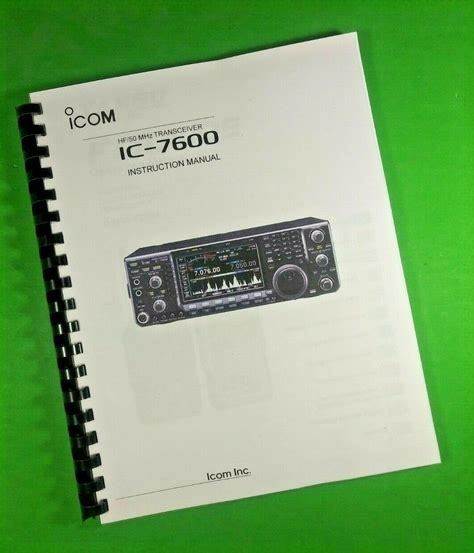 ICOM
HF/50 MHz TRANSCEIVER
IC-7600
INSTRUCTION MANUAL
7.076.00 7.050.00
Icom Inc.